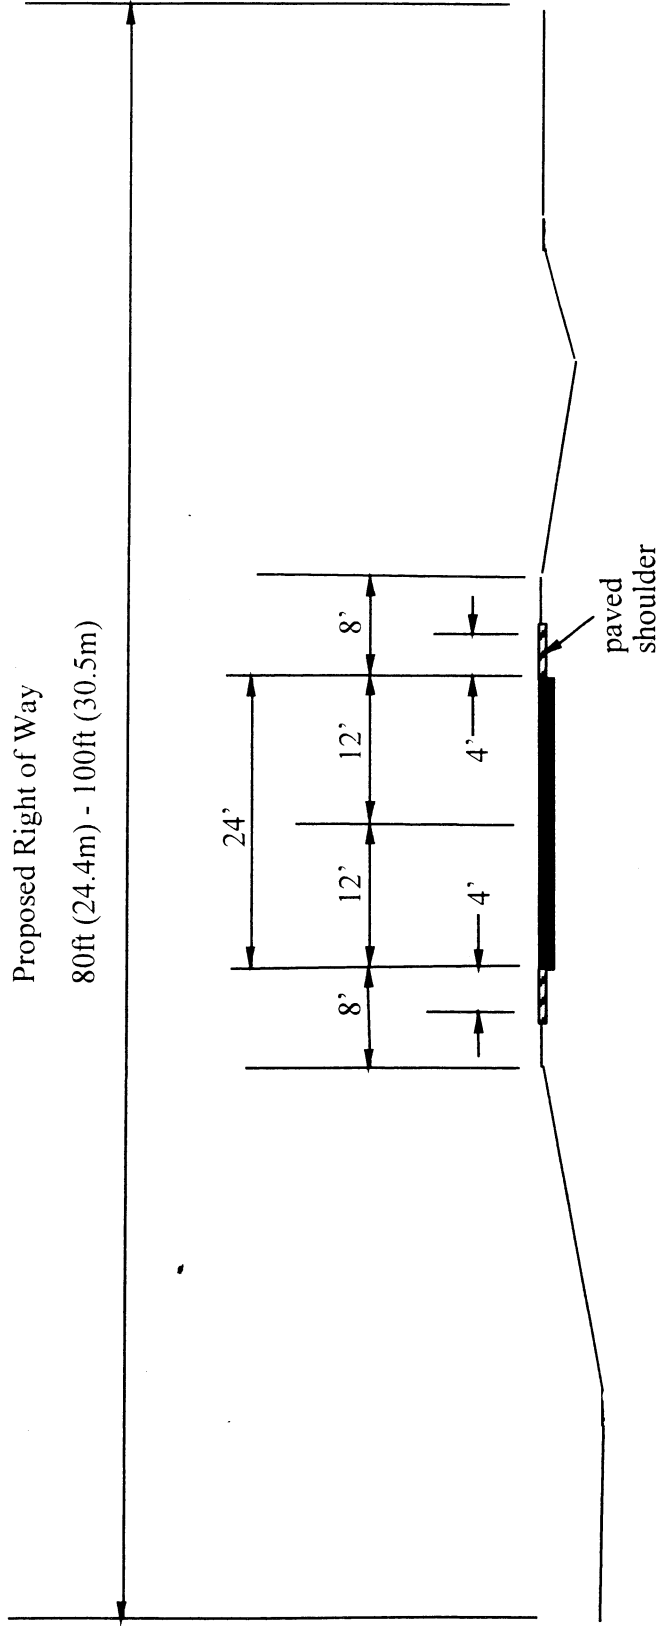 Proposed Right of Way
80ft (24.4m) - 100ft (30.5m)
24'
8'
12'
12'
8'
4'
4'
paved
shoulder